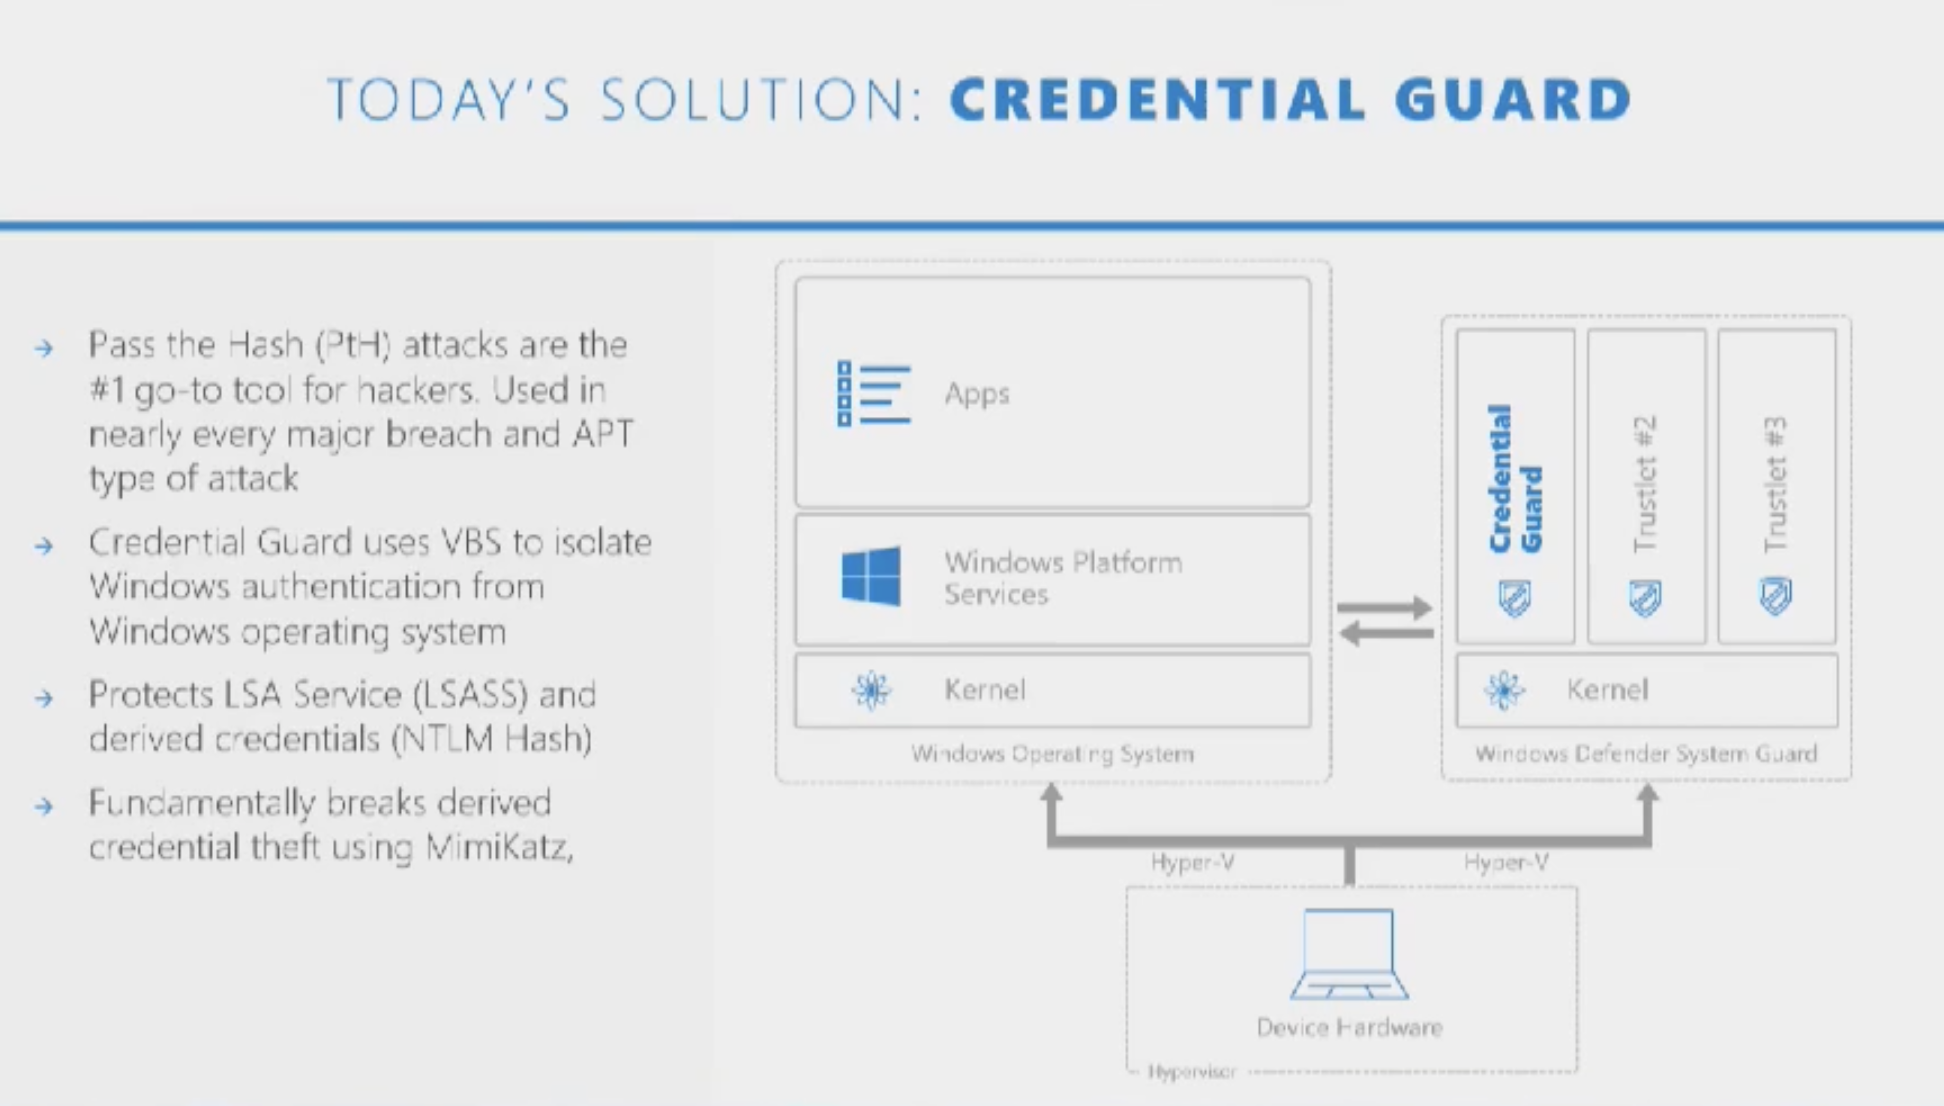 TODAY'S SOLUTION: CREDENTIAL GUARD
Pass the Hash (PtH) attacks are the
#1 go-to tool for hackers. Used in
nearly every major breach and APT
type of attack
Credential Guard uses VBS to isolate
Windows authentication from
Windows operating system
Protects LSA Service (LSASS) and
derived credentials (NTLM Hash)
Fundamentally breaks derived
credential theft using MimiKatz,
Apps
Windows Platform
Services
Kernel
Windows Operating System
Credential
Guard
Trustlet #2
Trustlet #3
Kernel
Windows Defender System Guard
Hyper-V
Hyper-V
Device Hardware
Hypervisor